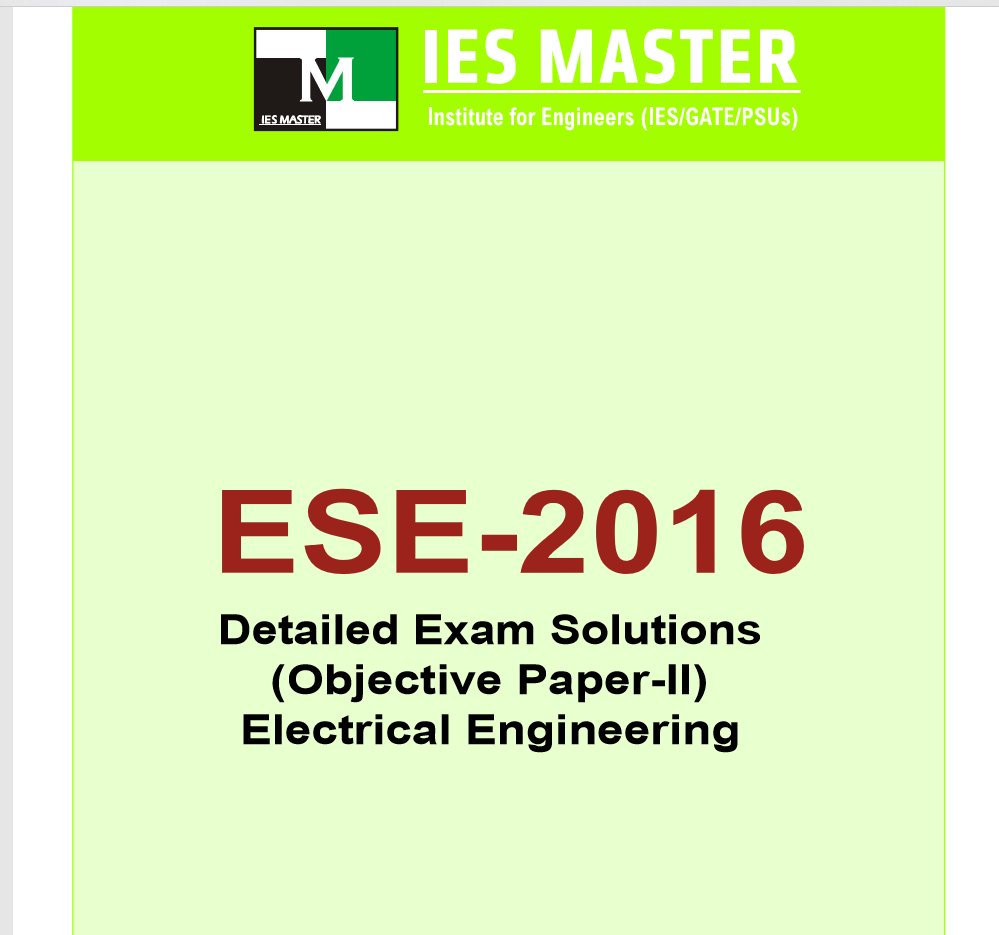 M
IES MASTER
IES MASTER
Institute for Engineers (IES/GATE/PSUs)
ESE-2016
Detailed Exam Solutions
(Objective Paper-II)
Electrical Engineering